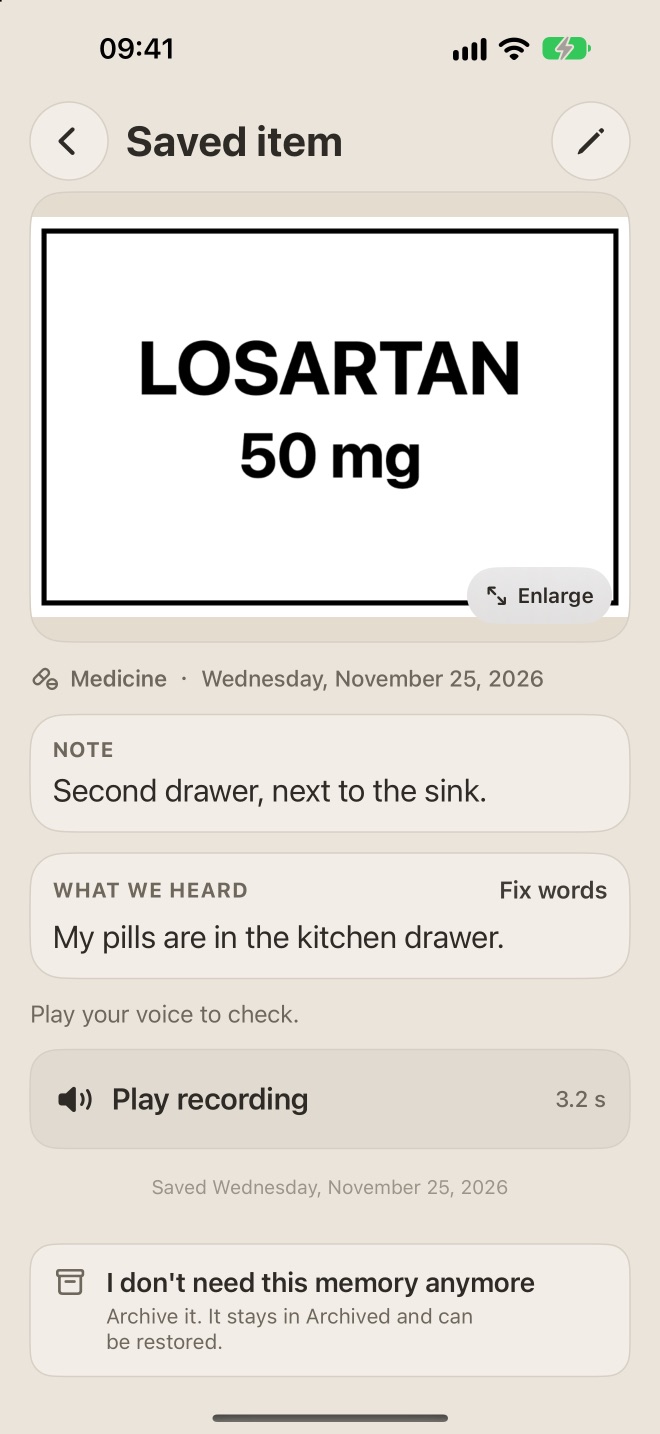 09:41
Saved item
LOSARTAN
50 mg
Enlarge
Medicine · Wednesday, November 25, 2026
NOTE
Second drawer, next to the sink.
WHAT WE HEARD
Fix words
My pills are in the kitchen drawer.
Play your voice to check.
Play recording
3.2 s
Saved Wednesday, November 25, 2026
I don't need this memory anymore
Archive it. It stays in Archived and can
be restored.